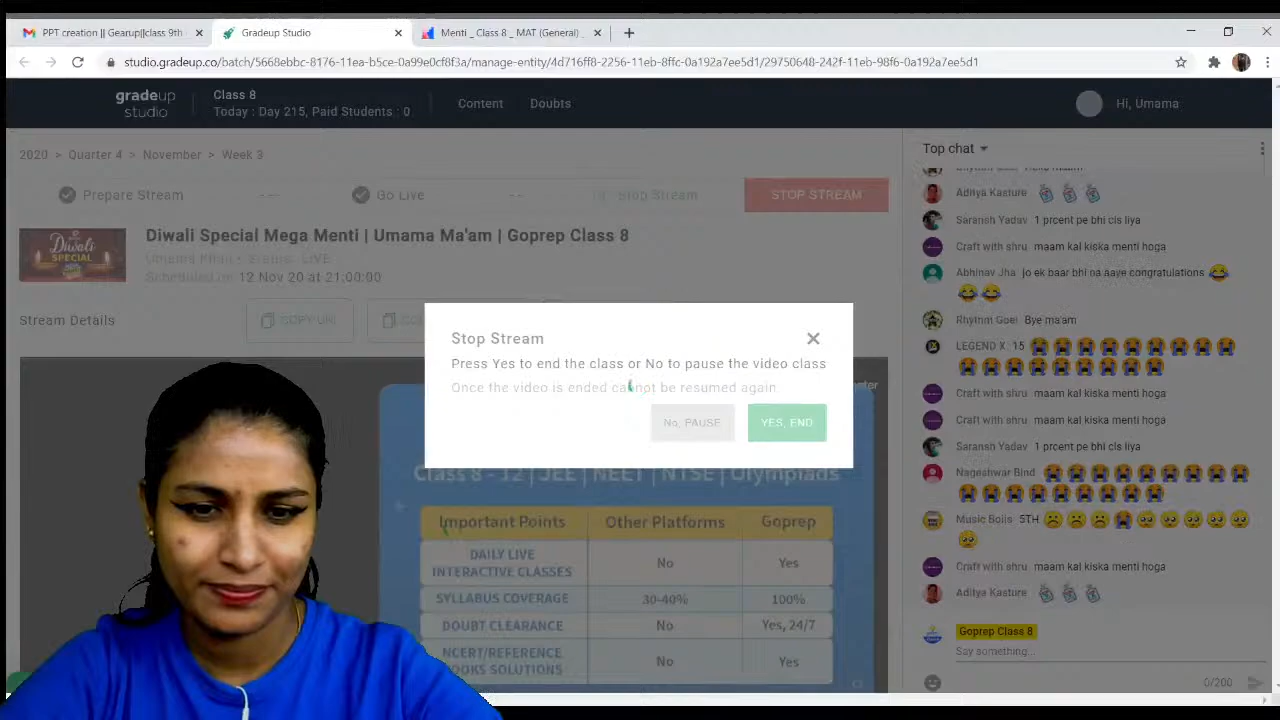 PPT creation || Gearup||class 9th
Gradeup Studio
Menti _ Class 8 _ MAT (General) _
studio.gradeup.co/batch/5668ebbc-8176-11ea-b5ce-0a99e0cf8f3a/manage-entity/4d716ff8-2256-11eb-8ffc-0a192a7ee5d1/29750648-242f-11eb-98f6-0a192a7ee5d1
gradeup
studio
Class 8
Today : Day 215, Paid Students : 0
Content
Doubts
Hi, Umama
2020 > Quarter 4 > November > Week 3
Prepare Stream
Go Live
Stop Stream
STOP STREAM
Diwali
SPECIAL
Diwali Special Mega Menti | Umama Ma'am | Goprep Class 8
Status: LIVE
Scheduled on 12 Nov 20 at 21:00:00
Stream Details
COPY URL
Stop Stream
Press Yes to end the class or No to pause the video class
Once the video is ended cannot be resumed again
No, PAUSE
YES, END
Class 8 - 12 | JEE | NEET | NTSE | Olympiads
Important Points
Other Platforms
Goprep
DAILY LIVE
INTERACTIVE CLASSES
No
Yes
SYLLABUS COVERAGE
30-40%
100%
DOUBT CLEARANCE
No
Yes, 24/7
NCERT/REFERENCE
BOOKS SOLUTIONS
No
Yes
Top chat
Aditya Kasture
Saransh Yadav 1 prcent pe bhi cls liya
Craft with shru maam kal kiska menti hoga
Abhinav Jha jo ek baar bhi na aaye congratulations
Rhythm Goel Bye ma'am
LEGEND X 15
Craft with shru maam kal kiska menti hoga
Craft with shru maam kal kiska menti hoga
Saransh Yadav 1 prcent pe bhi cls liya
Nageshwar Bind
Music Boiis 5TH
Craft with shru maam kal kiska menti hoga
Aditya Kasture
Goprep Class 8
Say something...
0/200